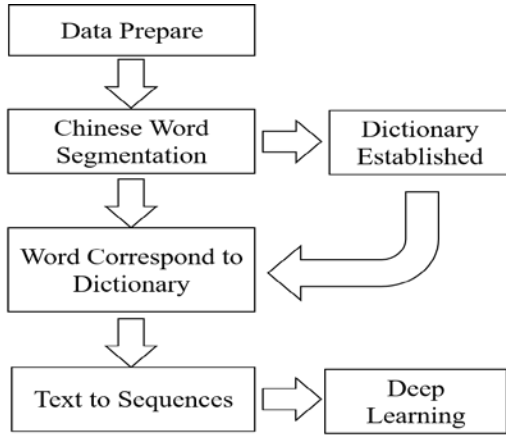 Data Prepare
Chinese Word
Segmentation
Dictionary
Established
Word Correspond to
Dictionary
Text to Sequences
Deep
Learning